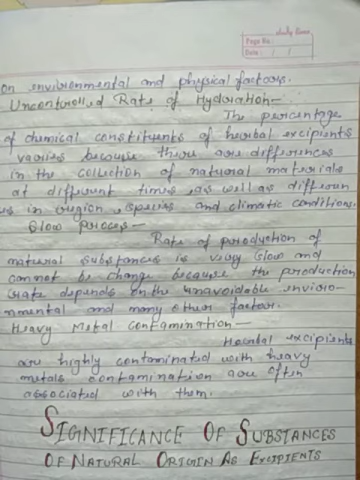 Study Time
Page No.:
Date: / /
on environmental and physical factors.
Uncontrolled Rate of Hydration—
The percentage
of chemical constituents of herbal excipients
varies because there are differences
in the collection of natural materials
at different times, as well as differen
es in region, species and climatic conditions.
Slow Process—
Rate of production of
natural substances is very slow and
cannot be change because the production
rate depends on the unavoidable enviro-
nmental and many other factor.
Heavy Metal Contamination—
Herbal excipients
are highly contaminated with heavy
metals contamination are often
associated with them.
SIGNIFICANCE OF SUBSTANCES
OF NATURAL ORIGIN AS EXCIPIENTS